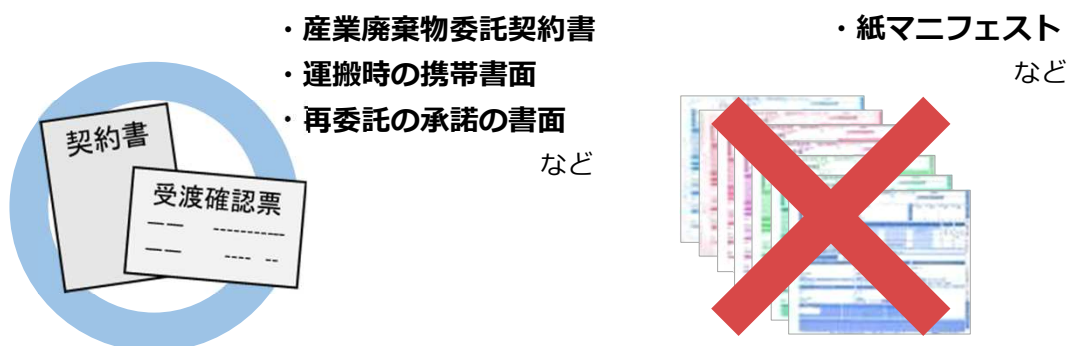 ・産業廃棄物委託契約書
・運搬時の携帯書面
・再委託の承諾の書面
など
契約書
受渡確認票
・紙マニフェスト
など